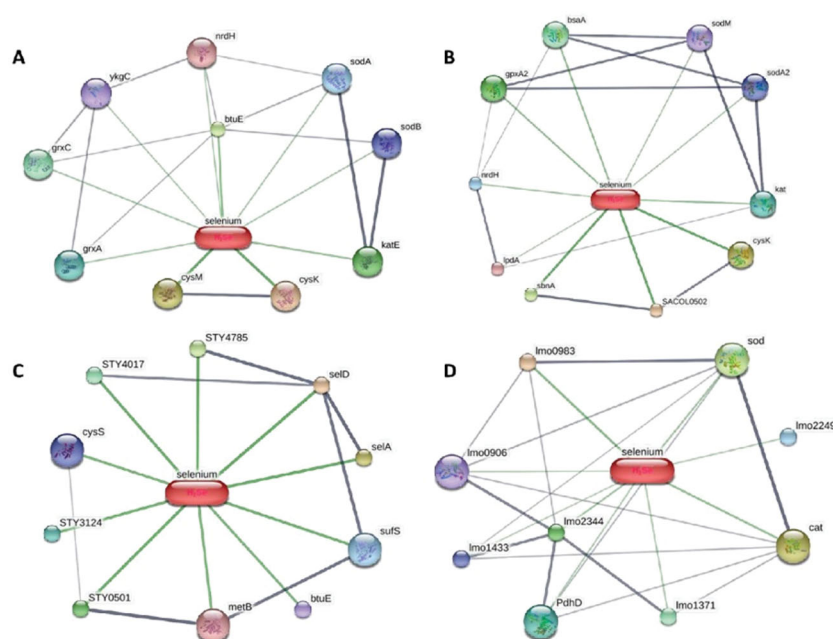 A
nrdH
sodA
ykgC
btuE
sodB
grxC
selenium
grxA
katE
cysM
cysK
B
bsaA
sodM
gpxA2
sodA2
nrdH
selenium
kat
lpdA
cysK
sbnA
SACOL0502
C
STY4785
STY4017
selD
cysS
selA
selenium
STY3124
sufS
STY0501
metB
btuE
D
lmo0983
sod
selenium
lmo2249
lmo0906
lmo2344
cat
lmo1433
PdhD
lmo1371